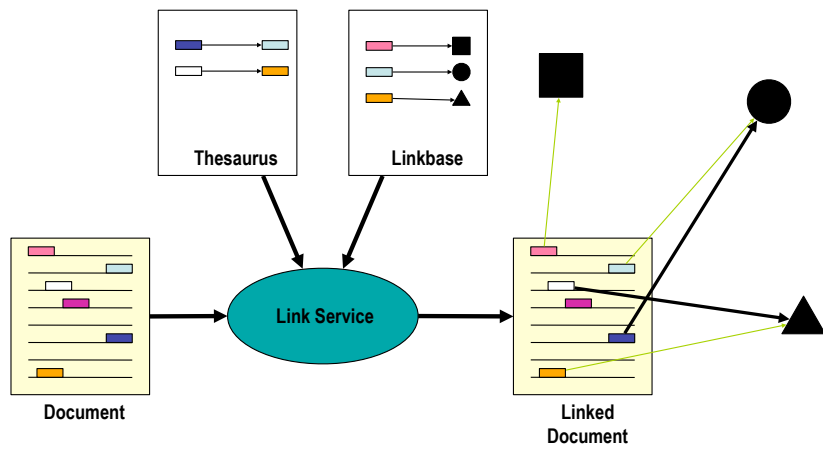 Thesaurus
Linkbase
Link Service
Document
Linked
Document